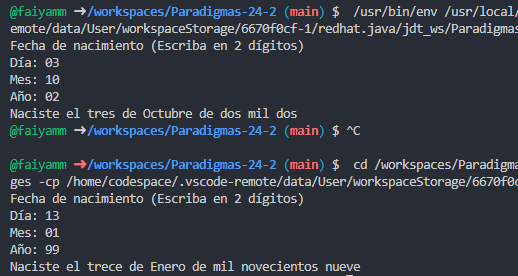 @faiyamm ➜/workspaces/Paradigmas-24-2 (main) $  /usr/bin/env /usr/local/
emote/data/User/workspaceStorage/6670f0cf-1/redhat.java/jdt_ws/Paradigmas
Fecha de nacimiento (Escriba en 2 dígitos)
Día: 03
Mes: 10
Año: 02
Naciste el tres de Octubre de dos mil dos
@faiyamm ➜/workspaces/Paradigmas-24-2 (main) $ ^C
@faiyamm ➜/workspaces/Paradigmas-24-2 (main) $  cd /workspaces/Paradigma
ges -cp /home/codespace/.vscode-remote/data/User/workspaceStorage/6670f0c
Fecha de nacimiento (Escriba en 2 dígitos)
Día: 13
Mes: 01
Año: 99
Naciste el trece de Enero de mil novecientos nueve